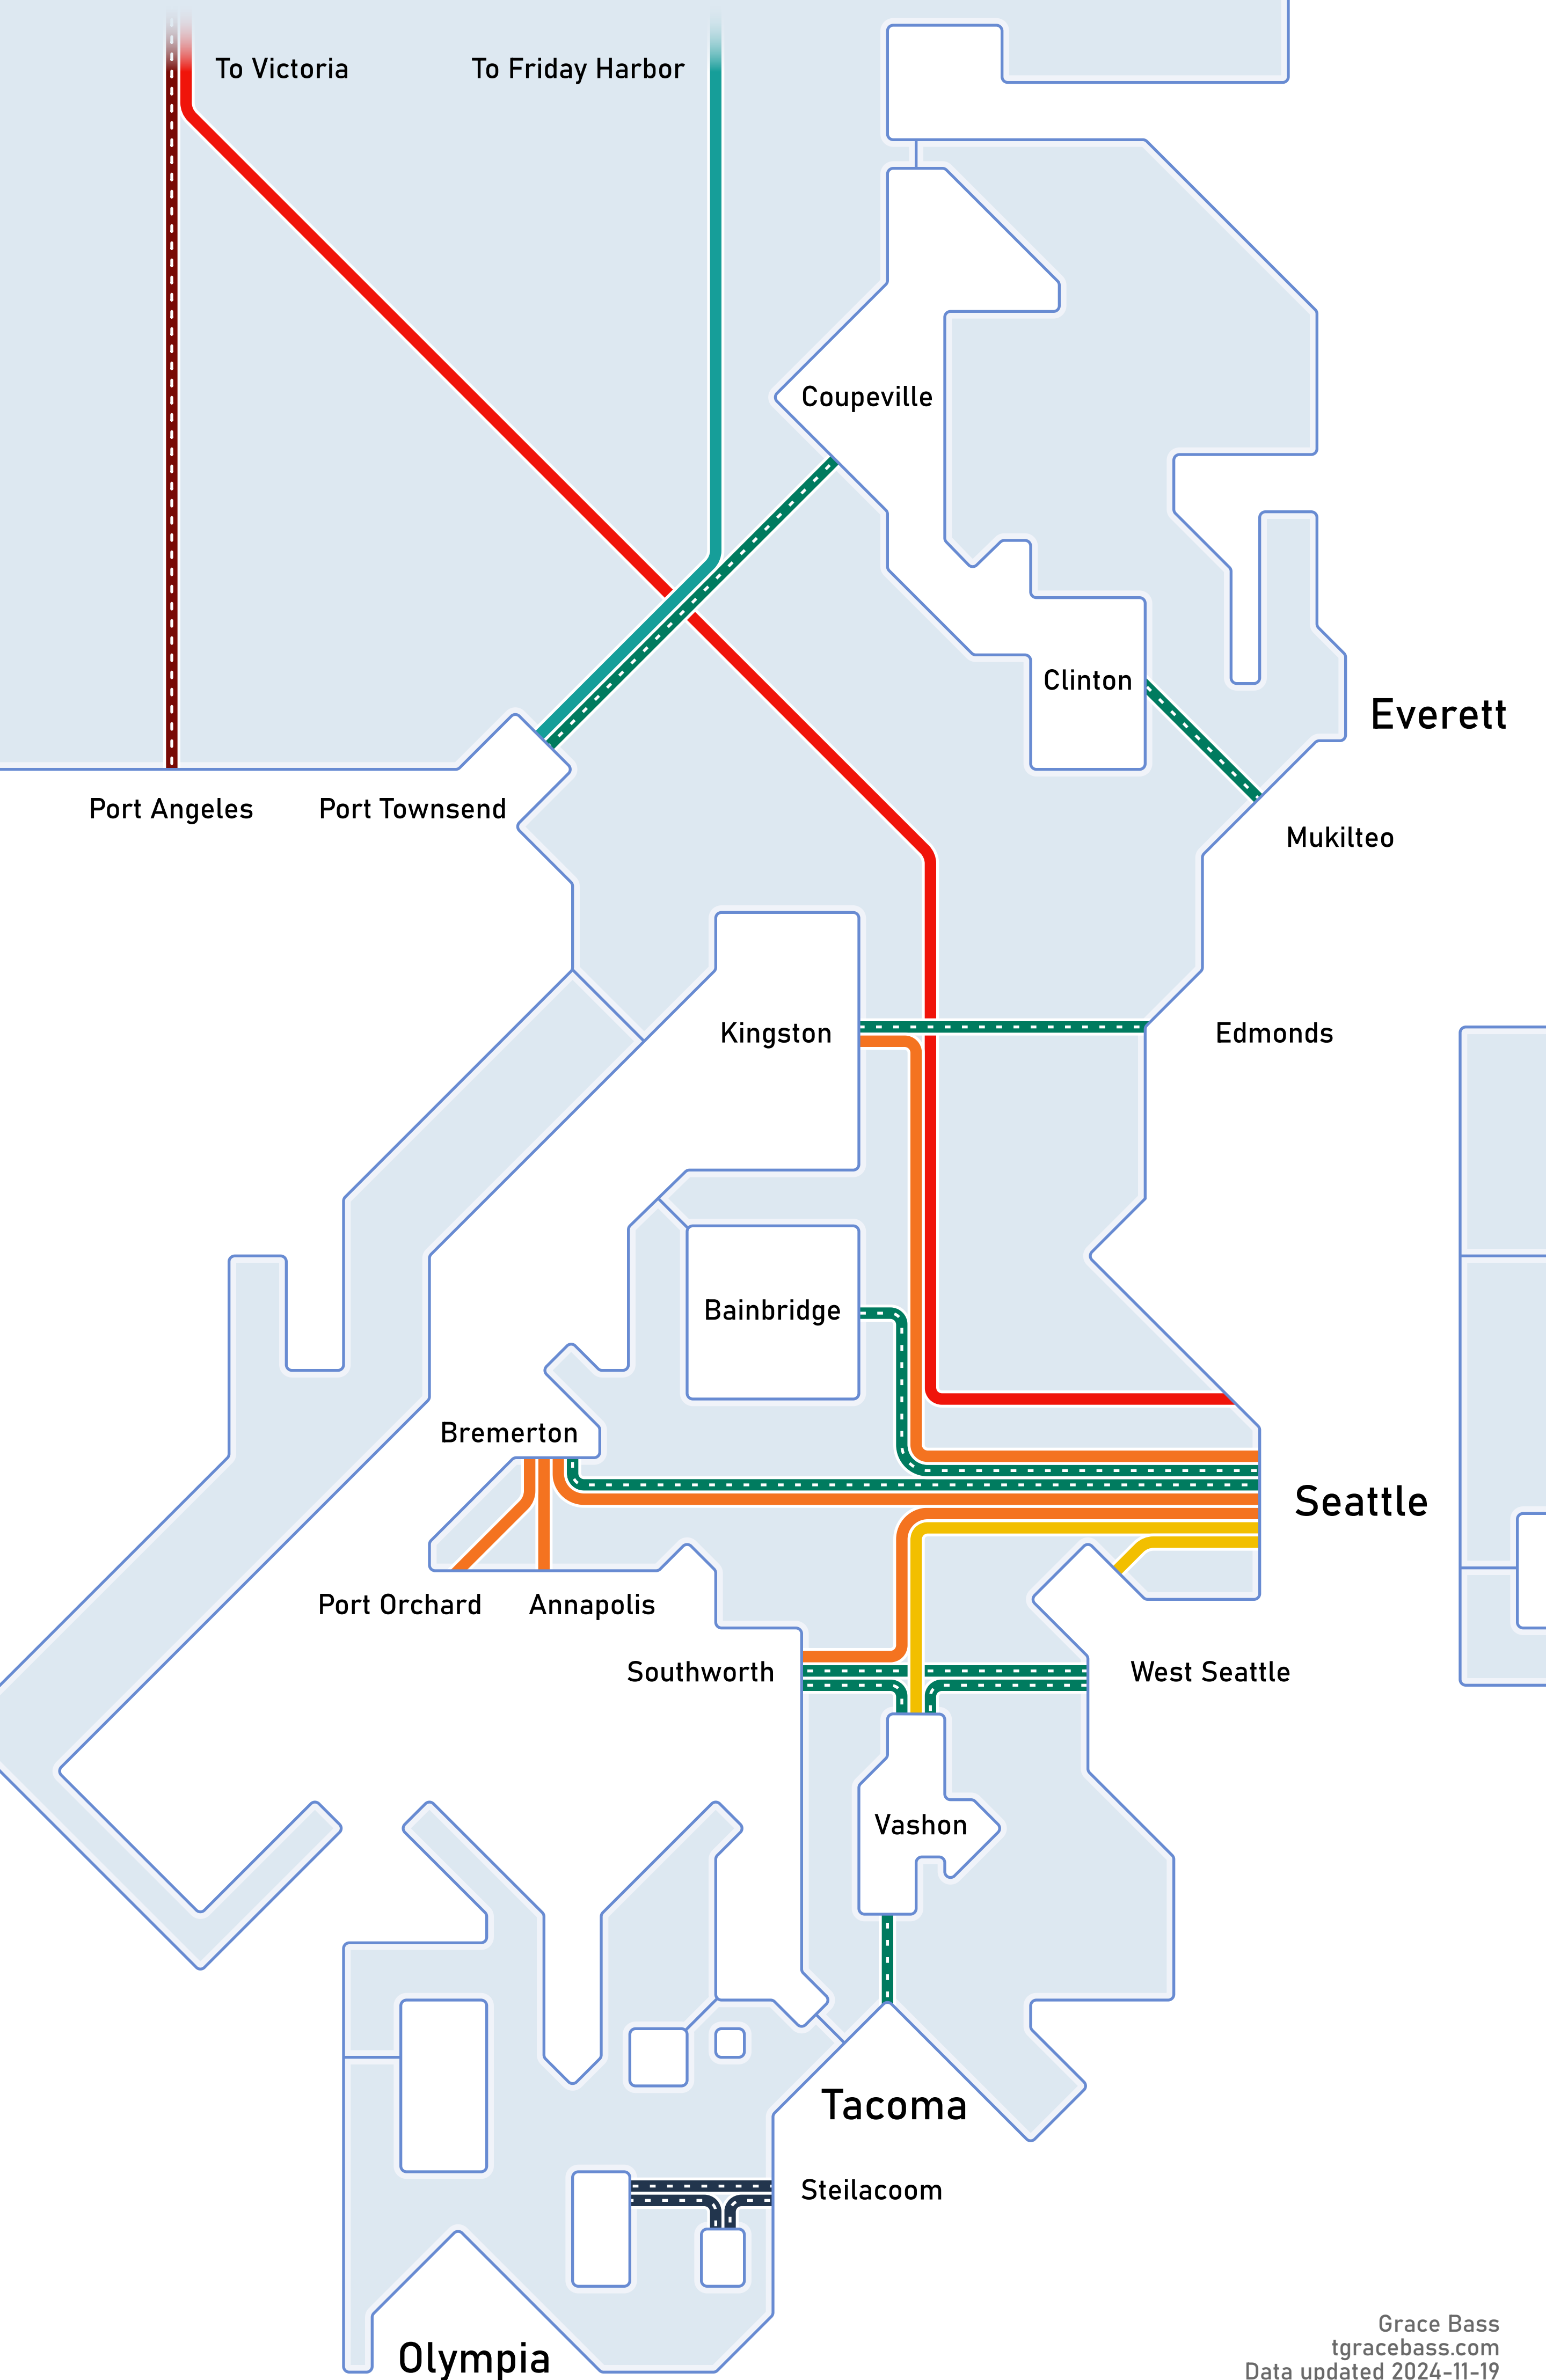 To Victoria
To Friday Harbor
Coupeville
Clinton
Everett
Port Angeles
Port Townsend
Mukilteo
Kingston
Edmonds
Bainbridge
Bremerton
Seattle
Port Orchard
Annapolis
Southworth
West Seattle
Vashon
Tacoma
Steilacoom
Olympia
Grace Bass
tgracebass.com
Data updated 2024-11-19